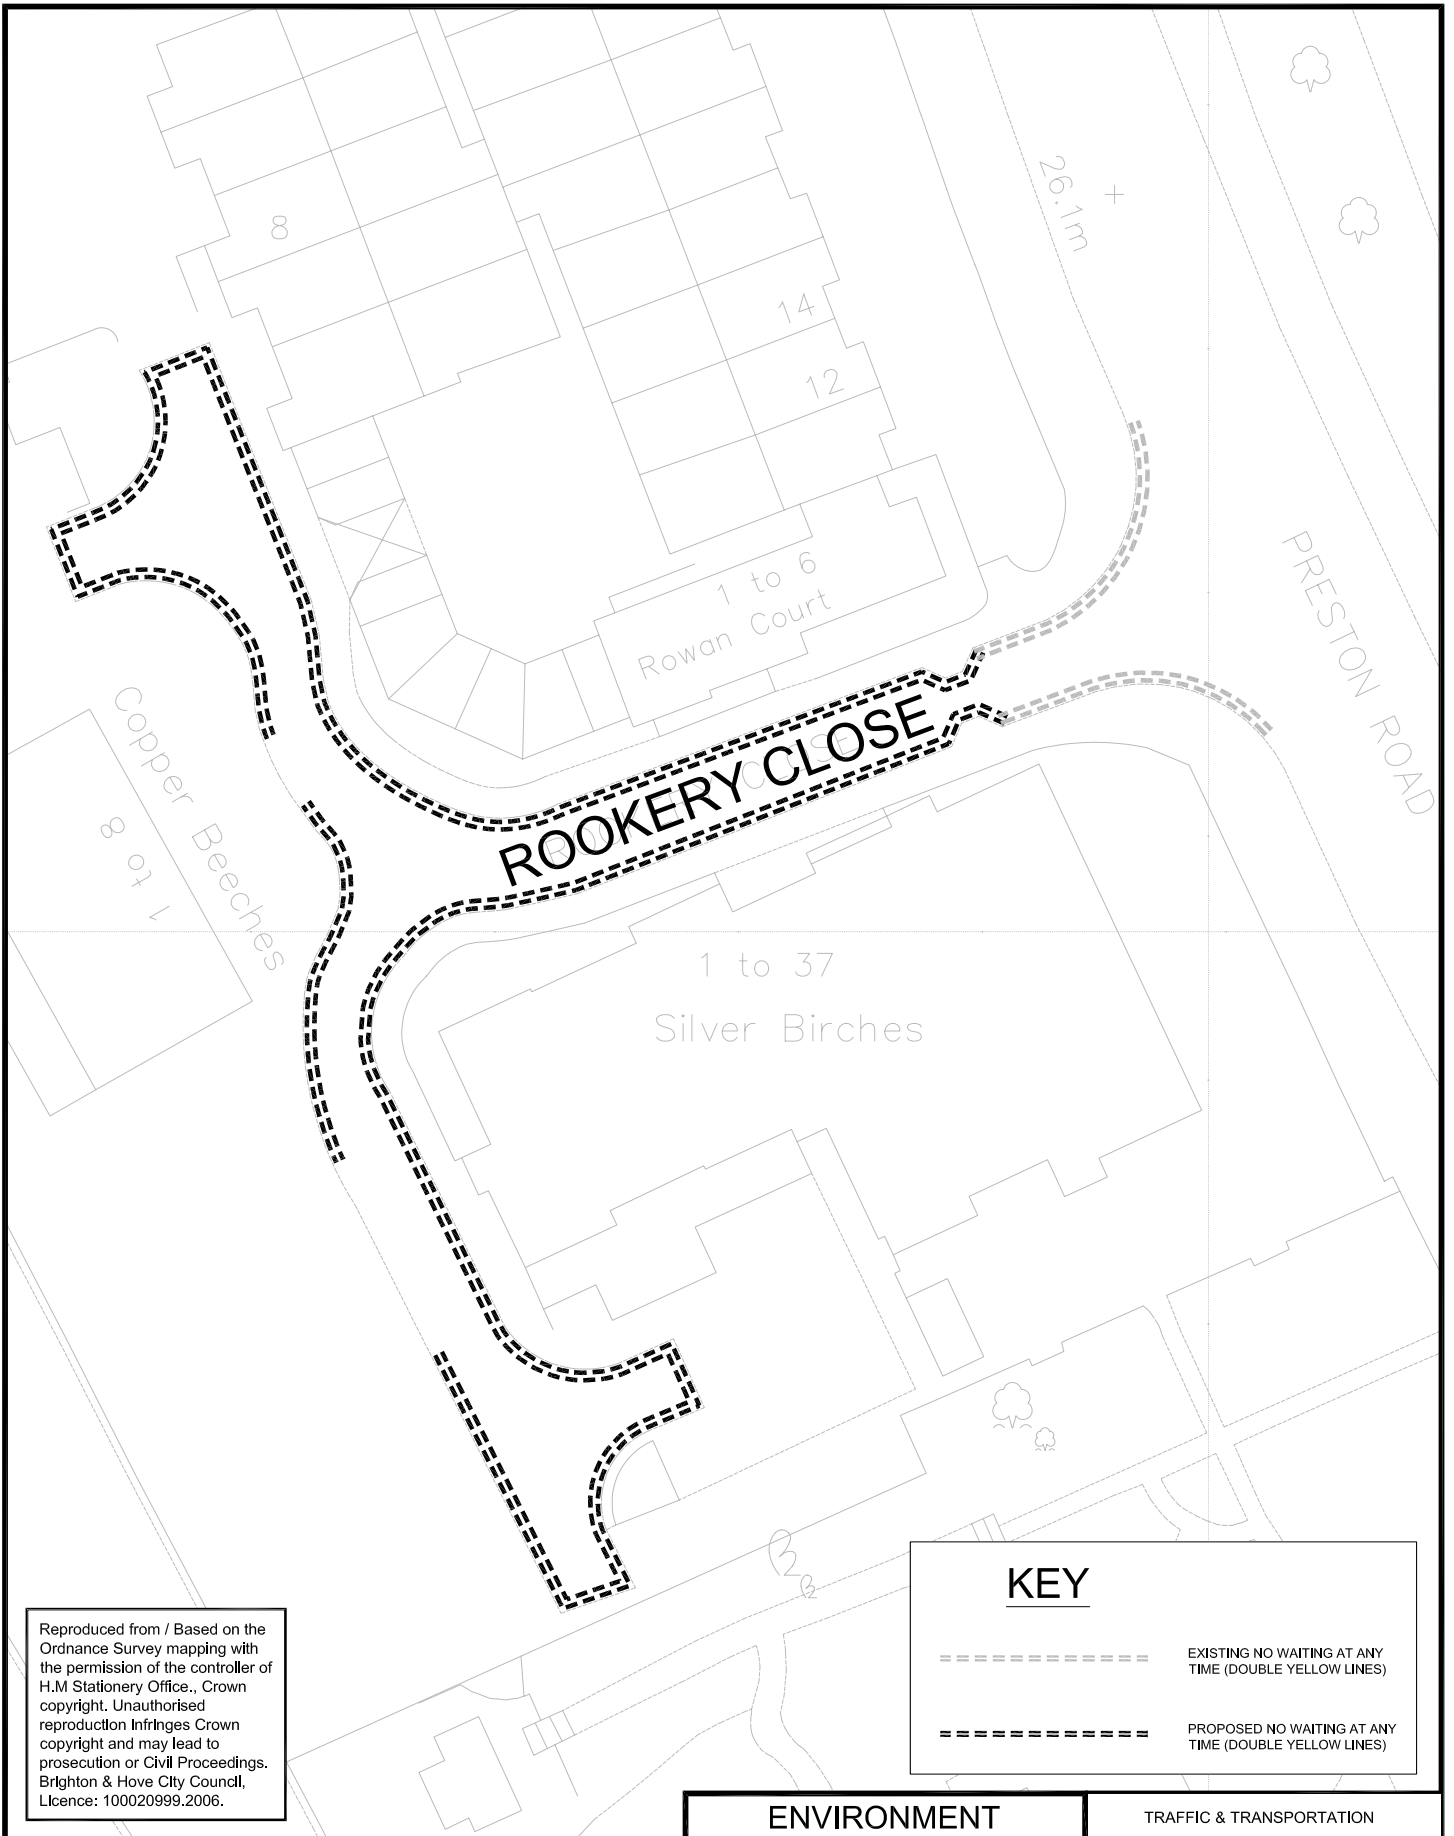 8
26.1m
14
12
1 to 6
Rowan Court
PRESTON ROAD
ROOKERY CLOSE
Copper Beeches
1 to 8
1 to 37
Silver Birches
KEY
EXISTING NO WAITING AT ANY
TIME (DOUBLE YELLOW LINES)
PROPOSED NO WAITING AT ANY
TIME (DOUBLE YELLOW LINES)
Reproduced from / Based on the
Ordnance Survey mapping with
the permission of the controller of
H.M Stationery Office., Crown
copyright. Unauthorised
reproduction infringes Crown
copyright and may lead to
prosecution or Civil Proceedings.
Brighton & Hove City Council,
Licence: 100020999.2006.
ENVIRONMENT
TRAFFIC & TRANSPORTATION